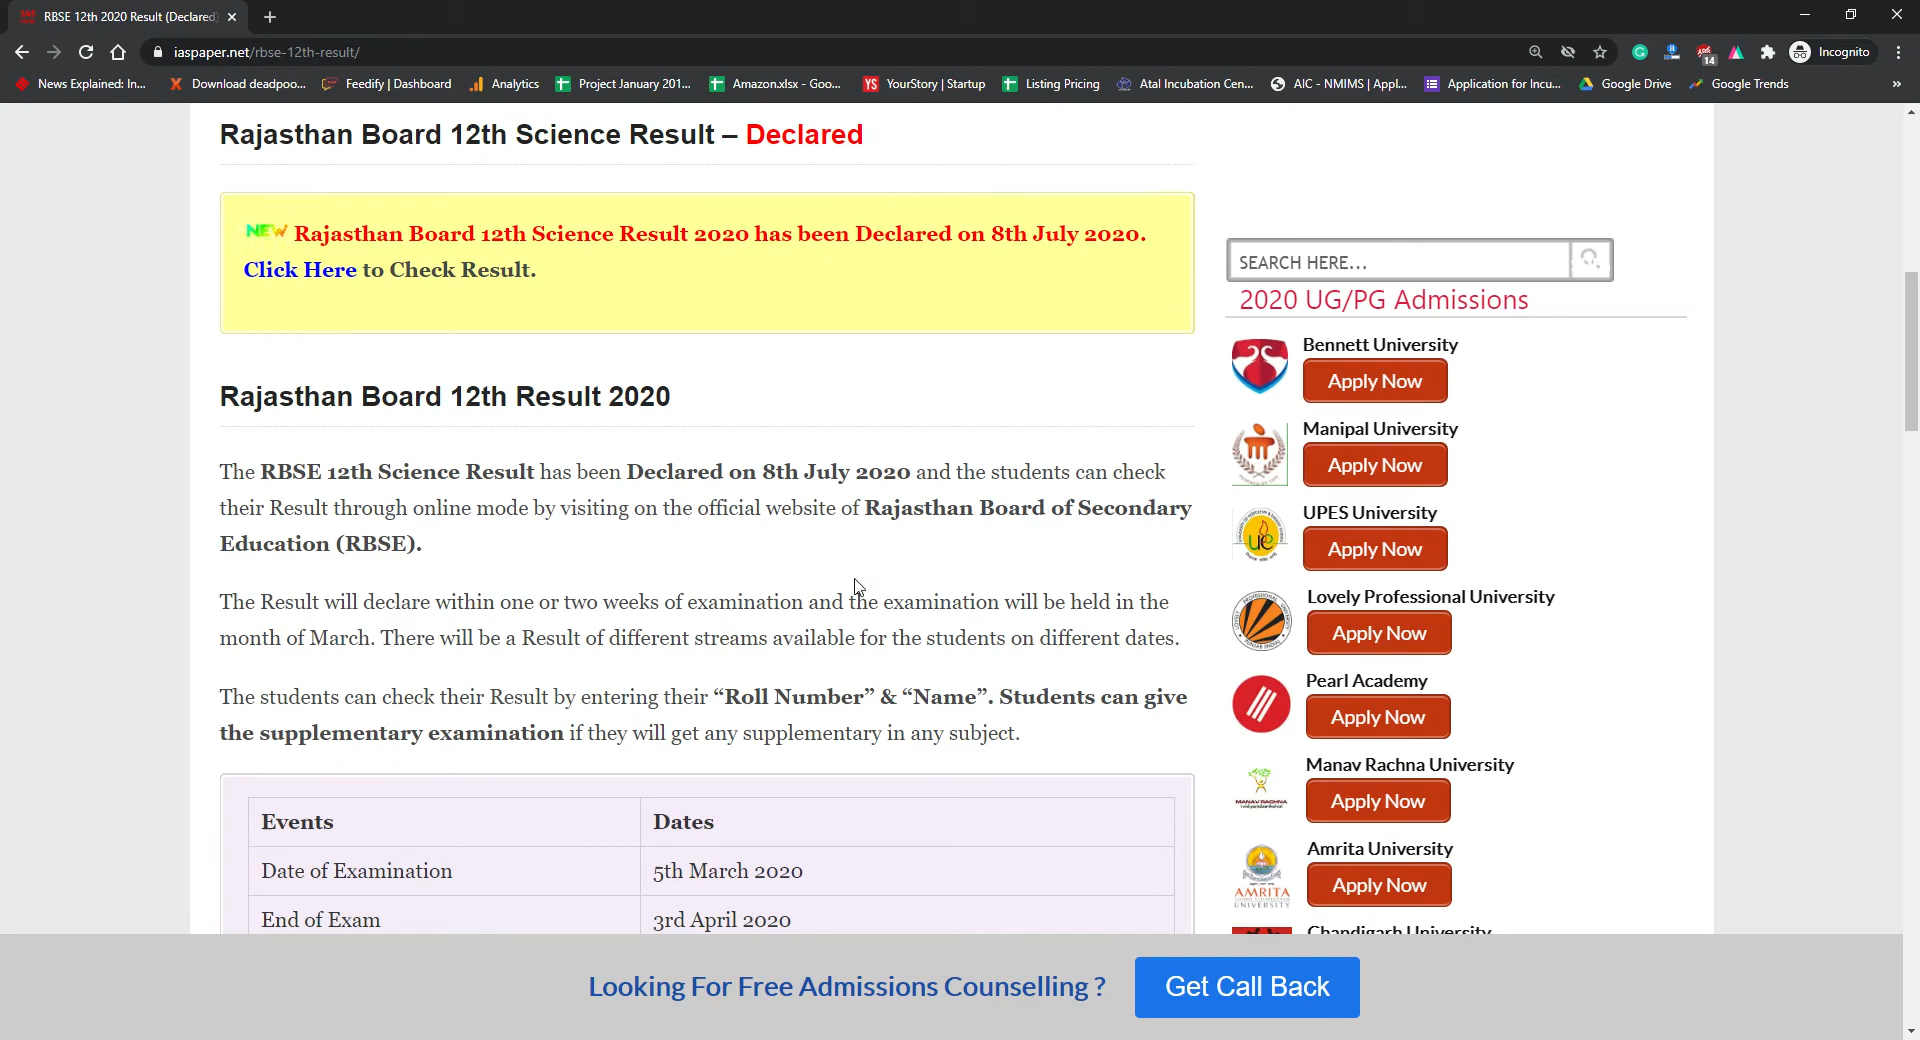 RBSE 12th 2020 Result (Declared)
iaspaper.net/rbse-12th-result/
14
Incognito
News Explained: In...
Download deadpoo...
Feedify | Dashboard
Analytics
Project January 201...
Amazon.xlsx - Goo...
YS
YourStory | Startup
Listing Pricing
Atal Incubation Cen...
AIC - NMIMS | Appl...
Application for Incu...
Google Drive
Google Trends
»
Rajasthan Board 12th Science Result – Declared
NEW Rajasthan Board 12th Science Result 2020 has been Declared on 8th July 2020.
Click Here to Check Result.
Rajasthan Board 12th Result 2020
The RBSE 12th Science Result has been Declared on 8th July 2020 and the students can check
their Result through online mode by visiting on the official website of Rajasthan Board of Secondary
Education (RBSE).
The Result will declare within one or two weeks of examination and the examination will be held in the
month of March. There will be a Result of different streams available for the students on different dates.
The students can check their Result by entering their “Roll Number” & “Name”. Students can give
the supplementary examination if they will get any supplementary in any subject.
Events Dates
Date of Examination 5th March 2020
End of Exam 3rd April 2020
SEARCH HERE...
2020 UG/PG Admissions
Bennett University
Apply Now
Manipal University
Apply Now
UPES University
Apply Now
Lovely Professional University
Apply Now
Pearl Academy
Apply Now
Manav Rachna University
Apply Now
Amrita University
AMRITA
UNIVERSITY
Apply Now
Chandigarh University
Looking For Free Admissions Counselling ?
Get Call Back